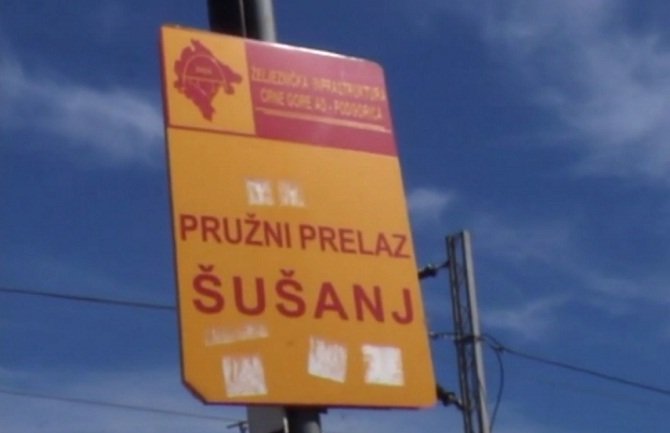 ŽELJEZNIČKA INFRASTRUKTURA
CRNE GORE AD - PODGORICA
PRUŽNI PRELAZ
ŠUŠANJ